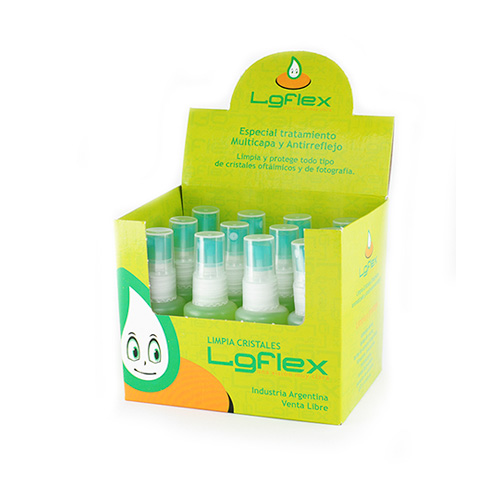 Lgflex
Especial tratamiento
Multicapa y Antirreflejo
Limpia y protege todo tipo
de cristales oftálmicos y de fotografía.
LIMPIA CRISTALES
Lgflex
Industria Argentina
Venta Libre
Lgflex